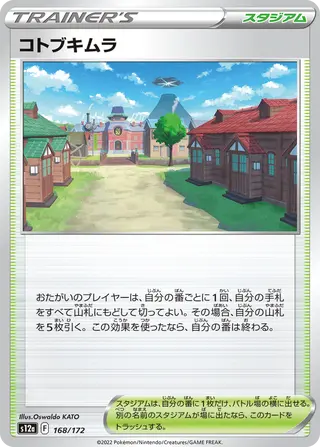 TRAINER'S
スタジアム
コトブキムラ
おたがいのプレイヤーは、自分の番ごとに1回、自分の手札
をすべて山札にもどして切ってよい。その場合、自分の山札
を5枚引く。この効果を使ったなら、自分の番は終わる。
Illus.Oswaldo KATO
s12a F 168/172
スタジアムは、自分の番に1枚だけ、バトル場の横に出せる。
別の名前のスタジアムが場に出たなら、このカードを
トラッシュする。
©2022 Pokémon/Nintendo/Creatures/GAME FREAK.